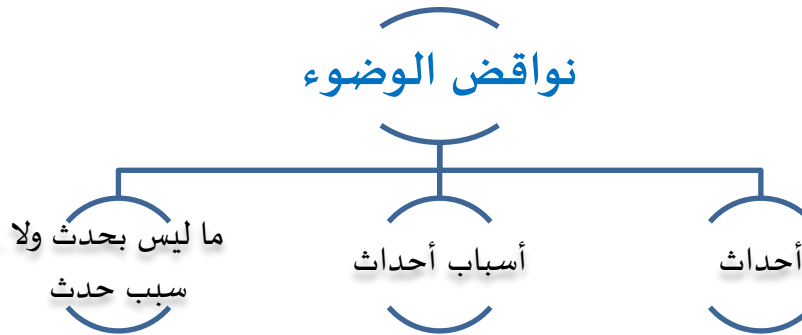 نواقض الوضوء
أحداث
أسباب أحداث
ما ليس بحدث ولا
سبب حدث